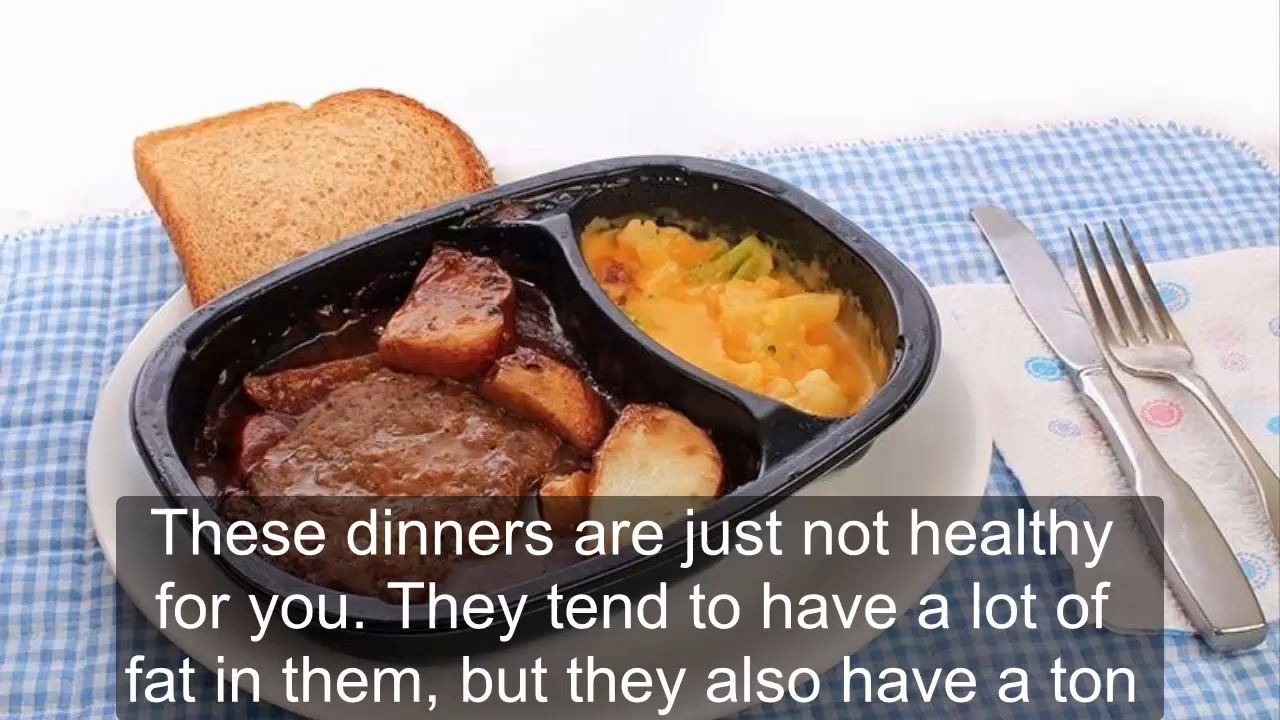 These dinners are just not healthy
for you. They tend to have a lot of
fat in them, but they also have a ton